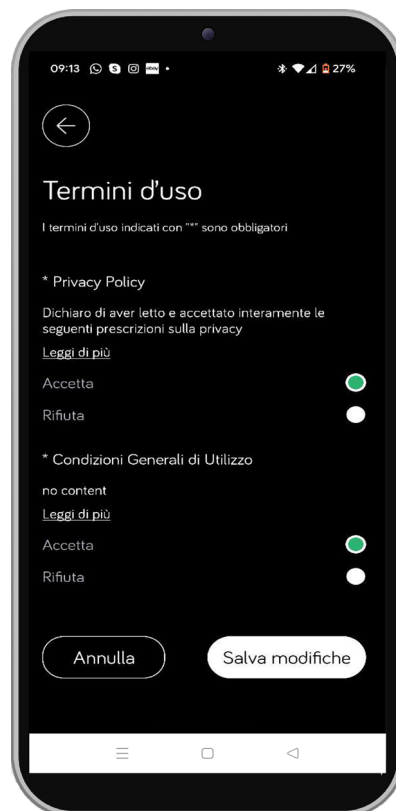 09:13
27%
Termini d'uso
I termini d'uso indicati con "*" sono obbligatori
* Privacy Policy
Dichiaro di aver letto e accettato interamente le
seguenti prescrizioni sulla privacy
Leggi di più
Accetta
Rifiuta
* Condizioni Generali di Utilizzo
no content
Leggi di più
Accetta
Rifiuta
Annulla
Salva modifiche